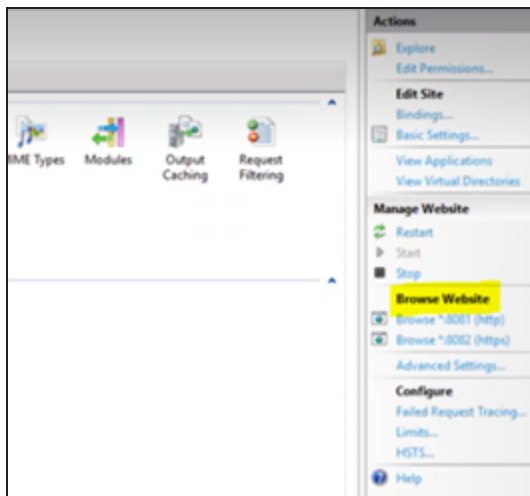 Actions
Explore
Edit Permissions...
Edit Site
Bindings...
Basic Settings...
View Applications
View Virtual Directories
Manage Website
Restart
Start
Stop
Browse Website
Browse *:8081 (http)
Browse *:8082 (https)
Advanced Settings...
Configure
Failed Request Tracing...
Limits...
HSTS...
Help
IME Types
Modules
Output
Caching
Request
Filtering